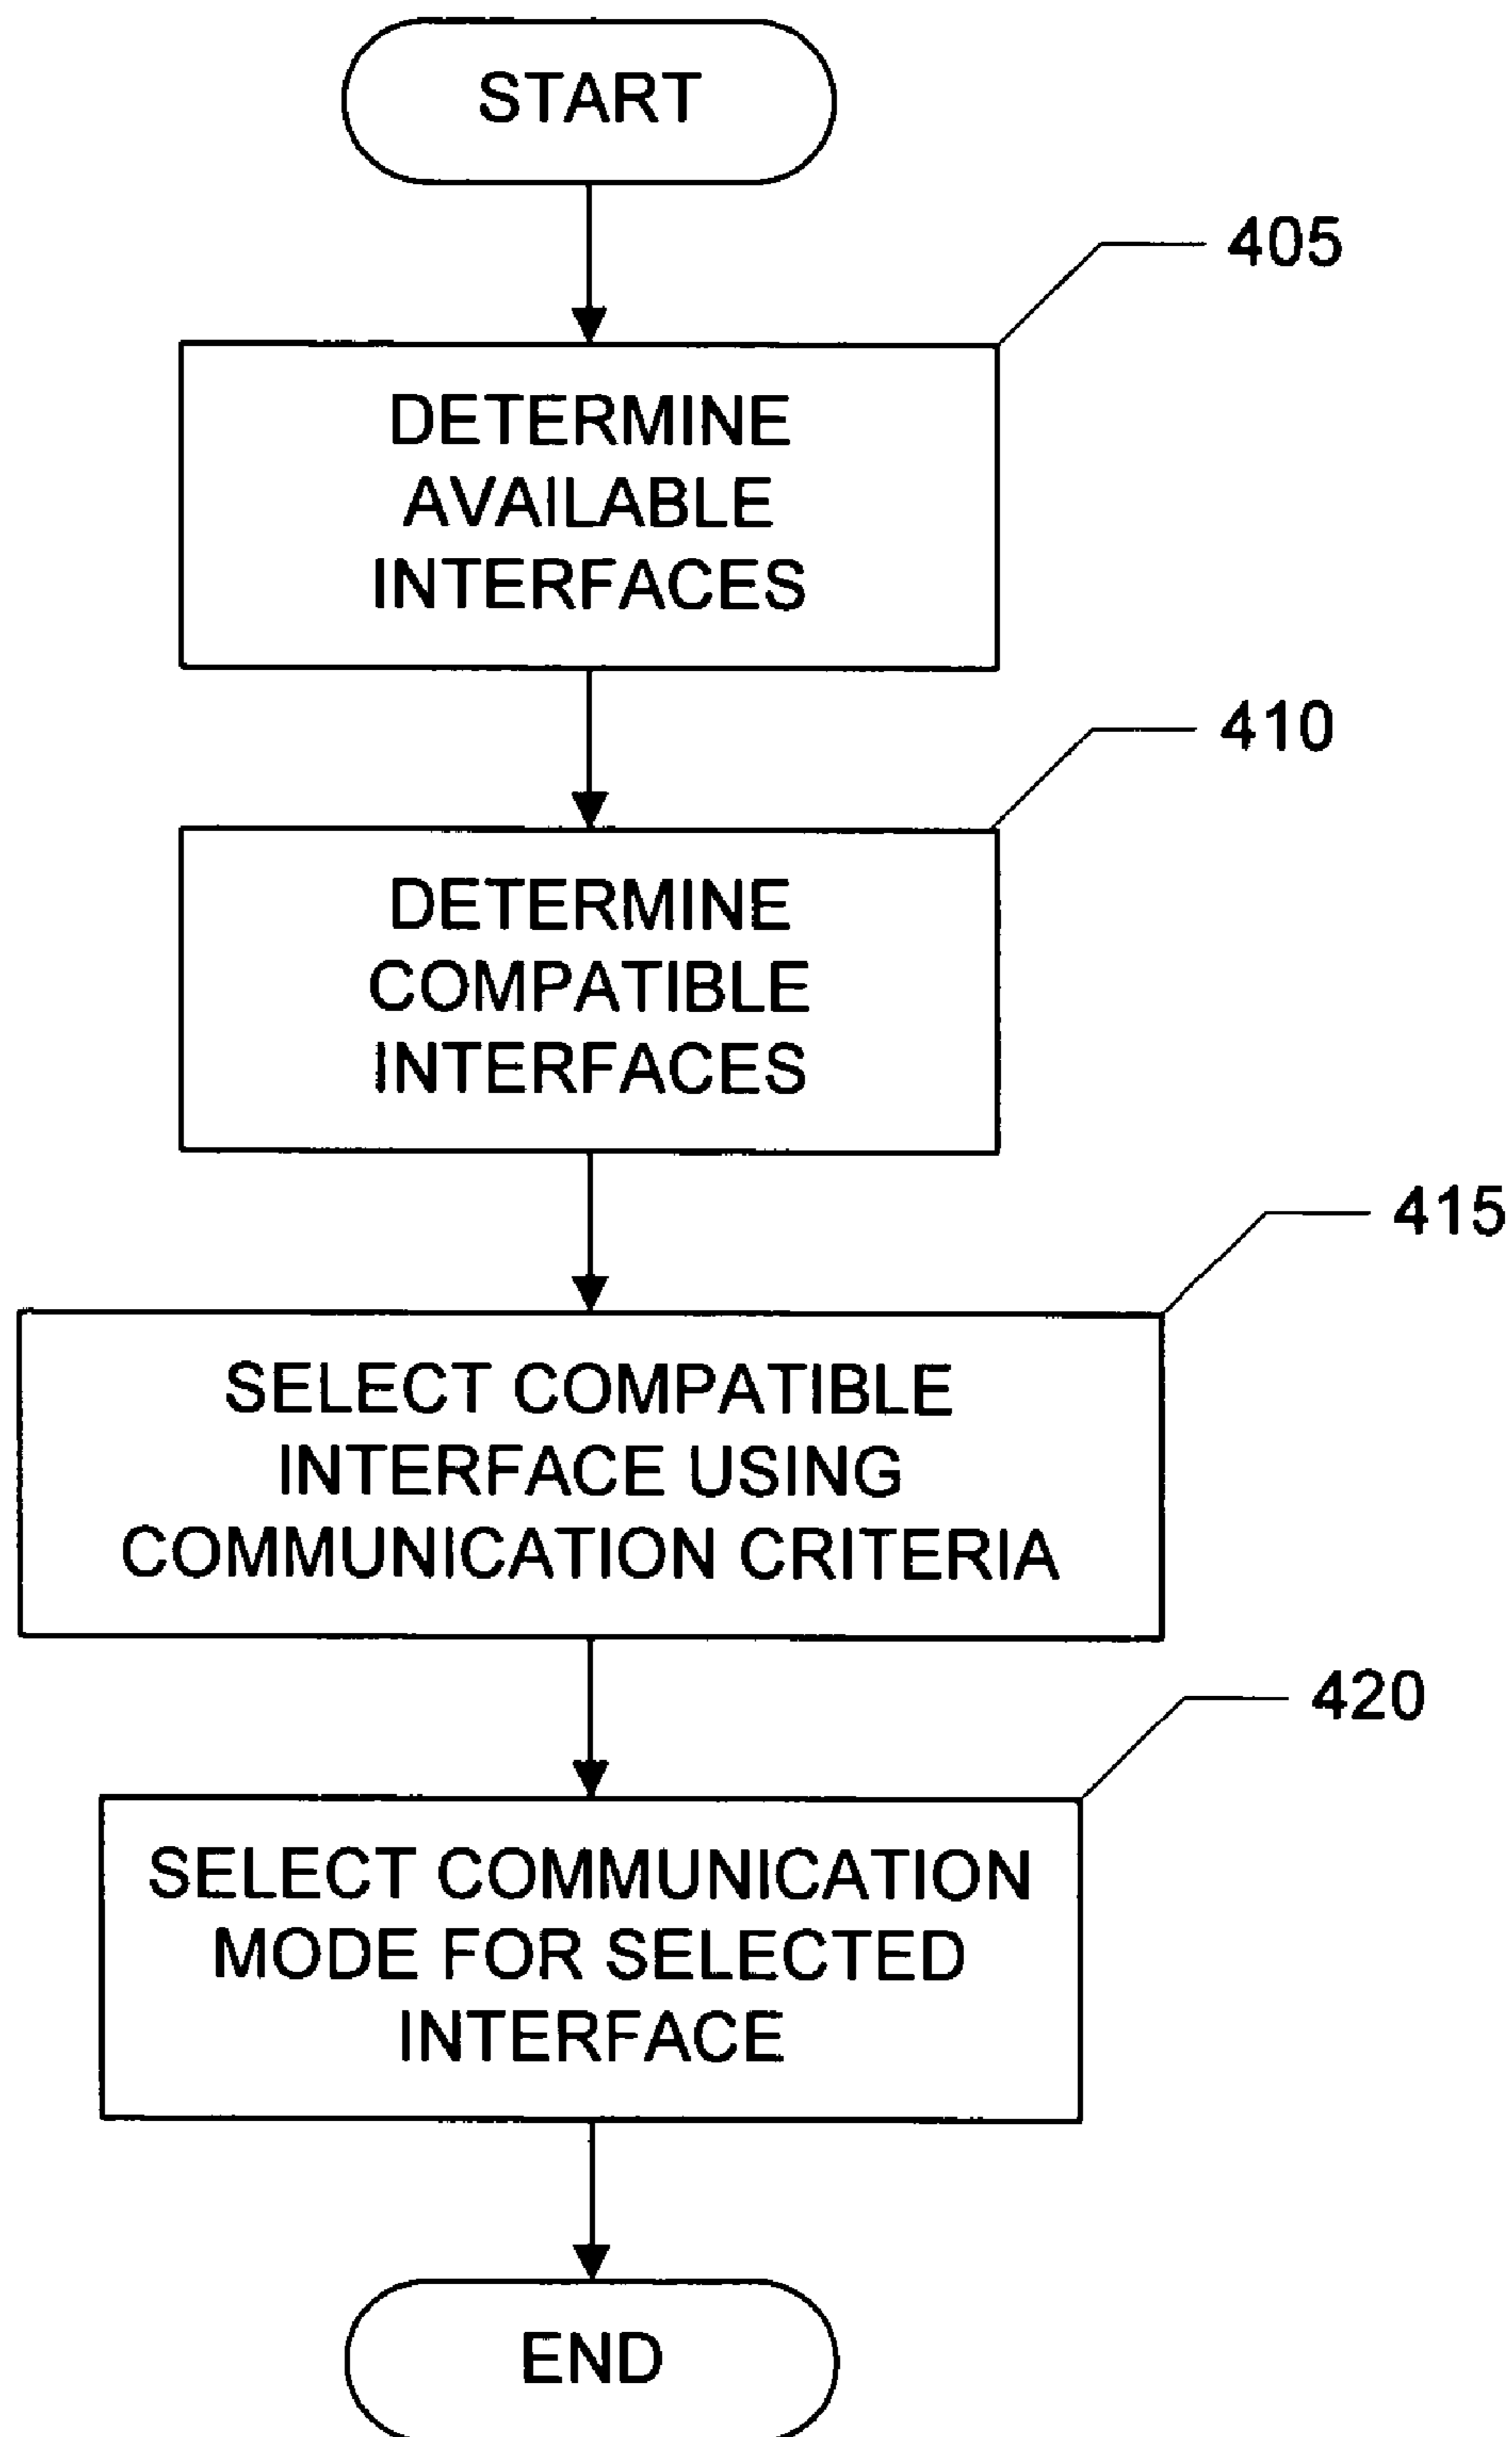 START
405
DETERMINE
AVAILABLE
INTERFACES
410
DETERMINE
COMPATIBLE
INTERFACES
415
SELECT COMPATIBLE
INTERFACE USING
COMMUNICATION CRITERIA
420
SELECT COMMUNICATION
MODE FOR SELECTED
INTERFACE
END